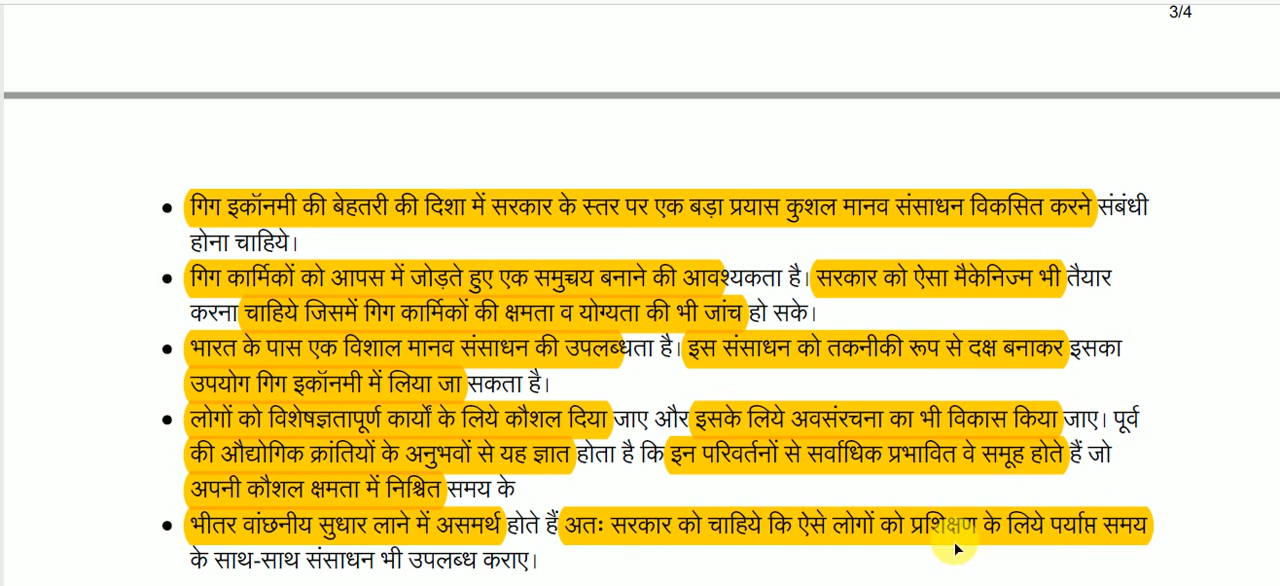 3/4
• गिग इकॉनमी की बेहतरी की दिशा में सरकार के स्तर पर एक बड़ा प्रयास कुशल मानव संसाधन विकसित करने संबंधी
होना चाहिये।
• गिग कार्मिकों को आपस में जोड़ते हुए एक समुच्चय बनाने की आवश्यकता है। सरकार को ऐसा मैकेनिज्म भी तैयार
करना चाहिये जिसमें गिग कार्मिकों की क्षमता व योग्यता की भी जांच हो सके।
• भारत के पास एक विशाल मानव संसाधन की उपलब्धता है। इस संसाधन को तकनीकी रूप से दक्ष बनाकर इसका
उपयोग गिग इकॉनमी में लिया जा सकता है।
• लोगों को विशेषज्ञतापूर्ण कार्यों के लिये कौशल दिया जाए और इसके लिये अवसंरचना का भी विकास किया जाए। पूर्व
की औद्योगिक क्रांतियों के अनुभवों से यह ज्ञात होता है कि इन परिवर्तनों से सर्वाधिक प्रभावित वे समूह होते हैं जो
अपनी कौशल क्षमता में निश्चित समय के
• भीतर वांछनीय सुधार लाने में असमर्थ होते हैं अतः सरकार को चाहिये कि ऐसे लोगों को प्रशिक्षण के लिये पर्याप्त समय
के साथ-साथ संसाधन भी उपलब्ध कराए।